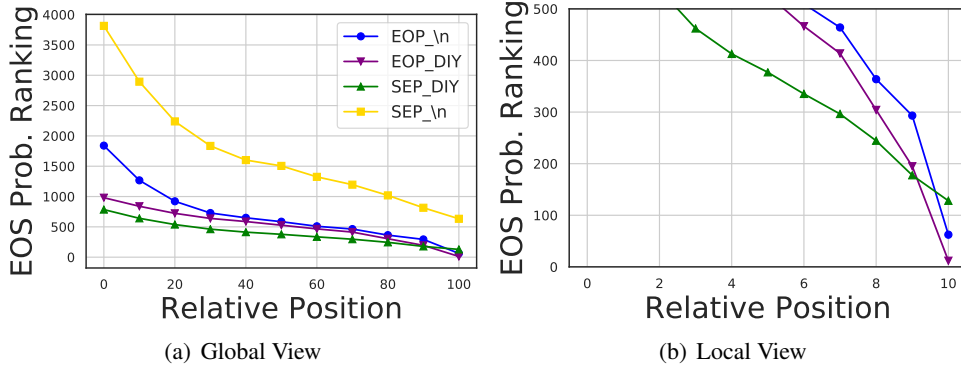 EOS Prob. Ranking
4000
3500
3000
2500
2000
1500
1000
500
0
EOP_\n
EOP_DIY
SEP_DIY
SEP_\n
0 20 40 60 80 100
Relative Position
(a) Global View
EOS Prob. Ranking
500
400
300
200
100
0
0 2 4 6 8 10
Relative Position
(b) Local View